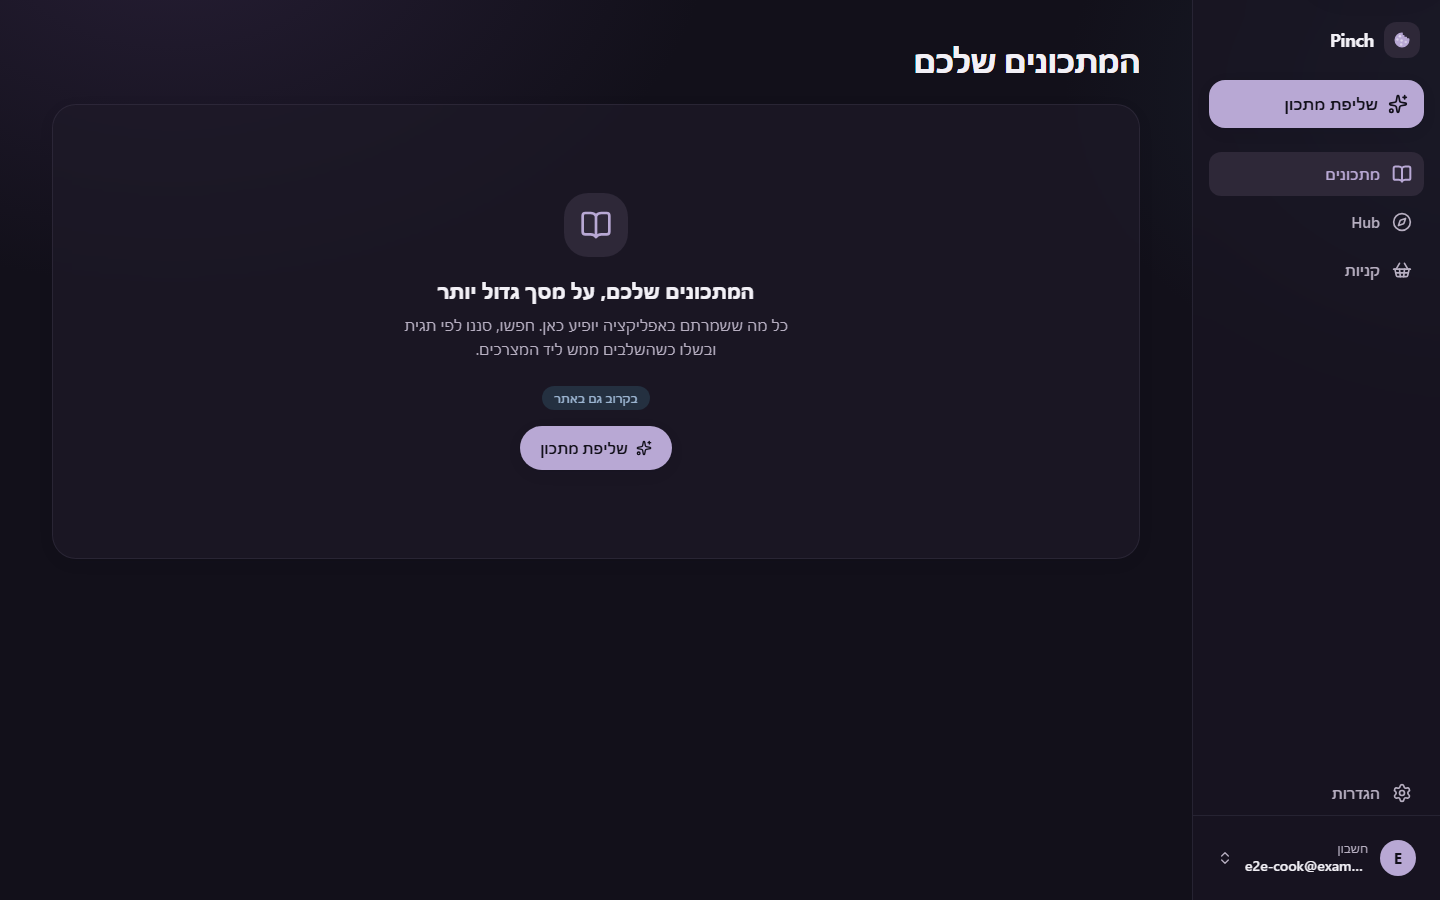 Pinch
שליפת מתכון
מתכונים
Hub
קניות
הגדרות
חשבון
E
e2e-cook@exam...
המתכונים שלכם
המתכונים שלכם, על מסך גדול יותר
כל מה ששמרתם באפליקציה יופיע כאן. חפשו, סננו לפי תגית
ובשלו כשהשלבים ממש ליד המצרכים.
בקרוב גם באתר
שליפת מתכון